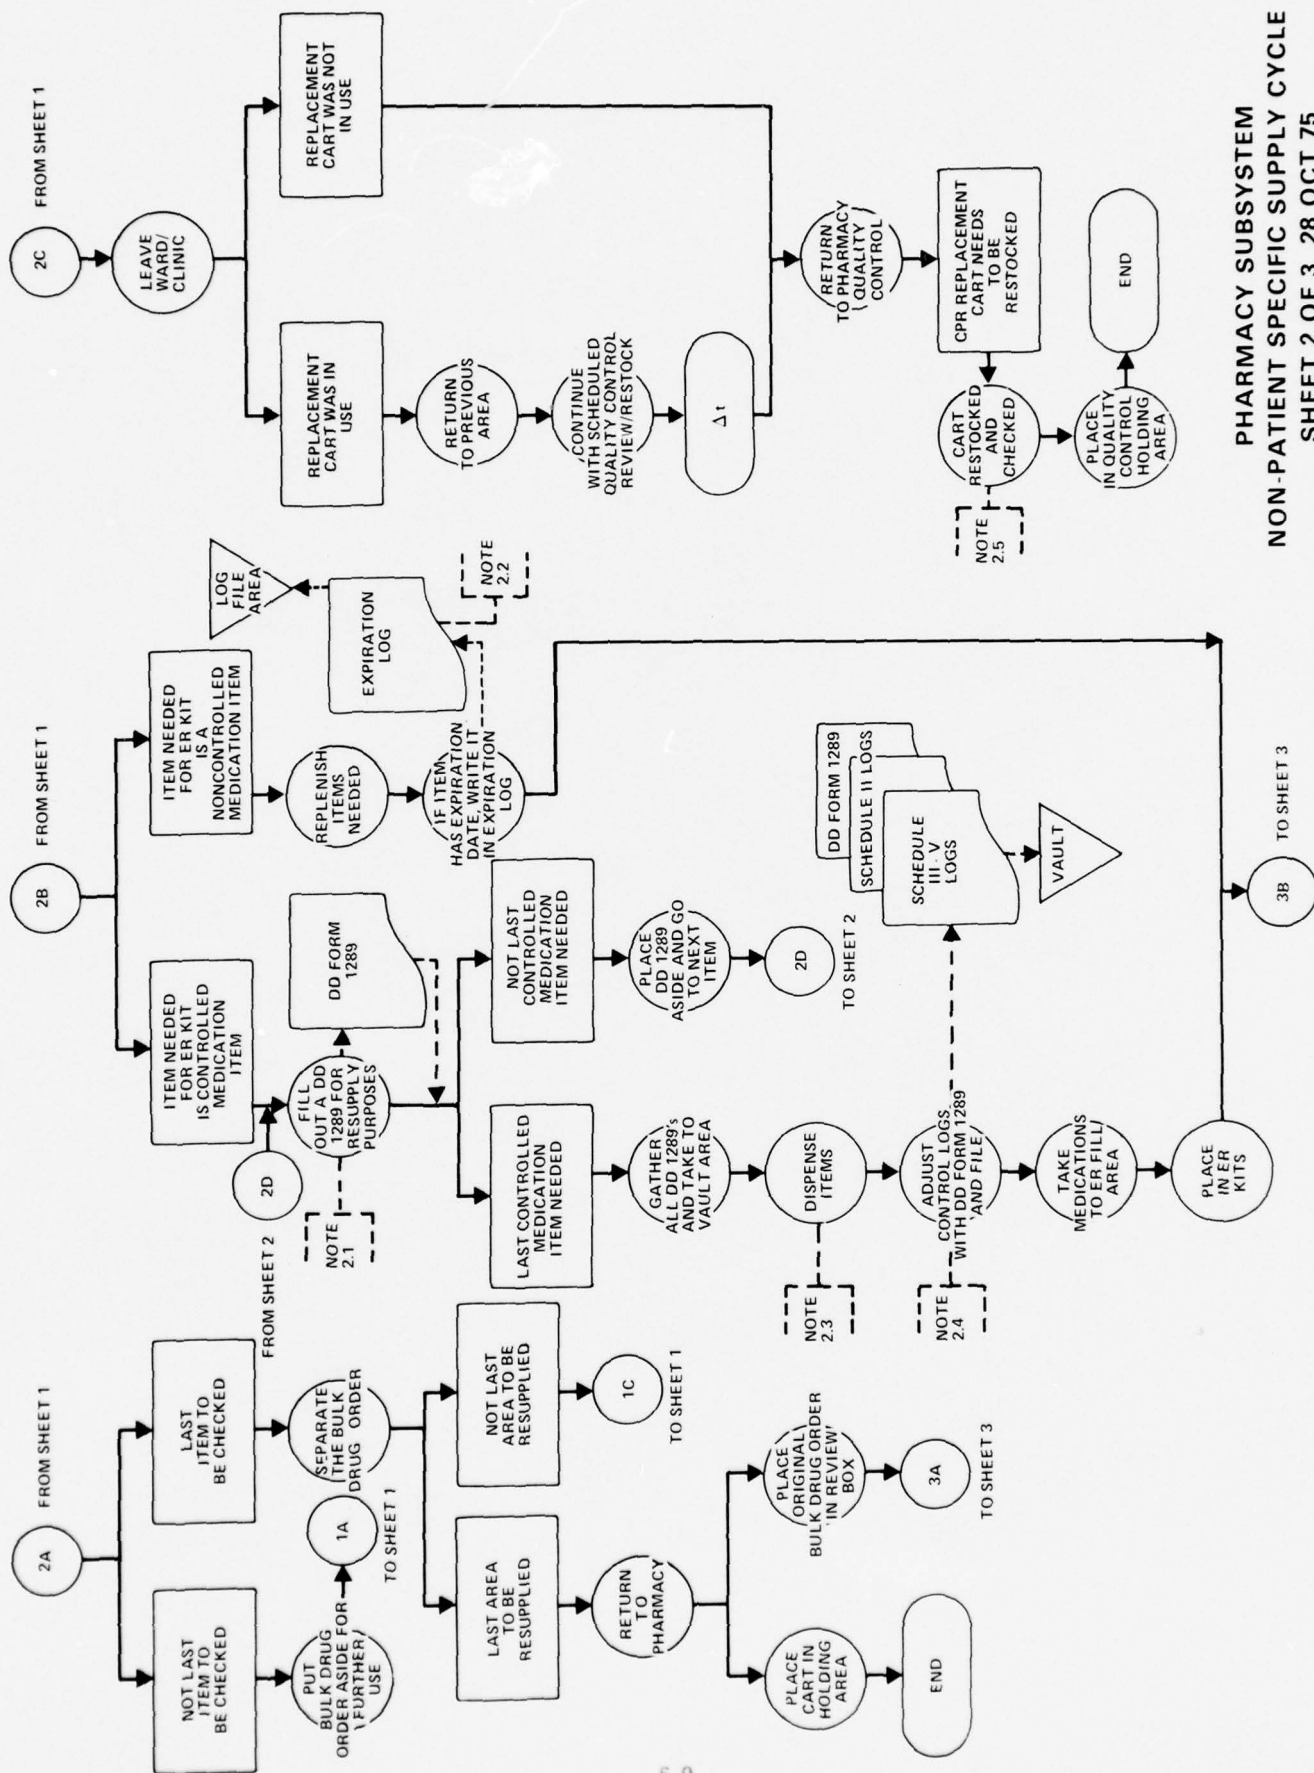 2A
FROM SHEET 1
NOT LAST
ITEM TO
BE CHECKED
LAST
ITEM TO
BE CHECKED
PUT
BULK DRUG
ORDER ASIDE FOR
FURTHER
USE
1A
TO SHEET 1
SEPARATE
THE BULK
DRUG ORDER
LAST AREA
TO BE
RESUPPLIED
NOT LAST
AREA TO BE
RESUPPLIED
RETURN
TO
PHARMACY
1C
TO SHEET 1
PLACE
CART IN
HOLDING
AREA
PLACE
ORIGINAL
BULK DRUG ORDER
IN REVIEW
BOX
END
3A
TO SHEET 3
2B
FROM SHEET 1
ITEM NEEDED
FOR ER KIT
IS CONTROLLED
MEDICATION
ITEM
ITEM NEEDED
FOR ER KIT
IS A
NONCONTROLLED
MEDICATION ITEM
2D
FROM SHEET 2
FILL
OUT A DD
1289 FOR
RESUPPLY
PURPOSES
NOTE
2.1
DD FORM
1289
REPLENISH
ITEMS
NEEDED
IF ITEM
HAS EXPIRATION
DATE, WRITE IT
IN EXPIRATION
LOG
EXPIRATION
LOG
LOG
FILE
AREA
NOTE
2.2
LAST CONTROLLED
MEDICATION
ITEM NEEDED
NOT LAST
CONTROLLED
MEDICATION
ITEM NEEDED
GATHER
ALL DD 1289's
AND TAKE TO
VAULT AREA
PLACE
DD 1289
ASIDE AND GO
TO NEXT
ITEM
2D
TO SHEET 2
DISPENSE
ITEMS
NOTE
2.3
ADJUST
CONTROL LOGS
WITH DD FORM 1289
AND FILE
NOTE
2.4
DD FORM 1289
SCHEDULE II LOGS
SCHEDULE
III - V
LOGS
VAULT
TAKE
MEDICATIONS
TO ER FILL
AREA
PLACE
IN ER
KITS
3B
TO SHEET 3
2C
FROM SHEET 1
LEAVE
WARD/
CLINIC
REPLACEMENT
CART WAS IN
USE
REPLACEMENT
CART WAS NOT
IN USE
RETURN
TO PREVIOUS
AREA
CONTINUE
WITH SCHEDULED
QUALITY CONTROL
REVIEW/RESTOCK
Δt
RETURN
TO PHARMACY
QUALITY
CONTROL
CPR REPLACEMENT
CART NEEDS
TO BE
RESTOCKED
CART
RESTOCKED
AND
CHECKED
NOTE
2.5
PLACE
IN QUALITY
CONTROL
HOLDING
AREA
END
PHARMACY SUBSYSTEM
NON-PATIENT SPECIFIC SUPPLY CYCLE
SHEET 2 OF 3 28 OCT 75